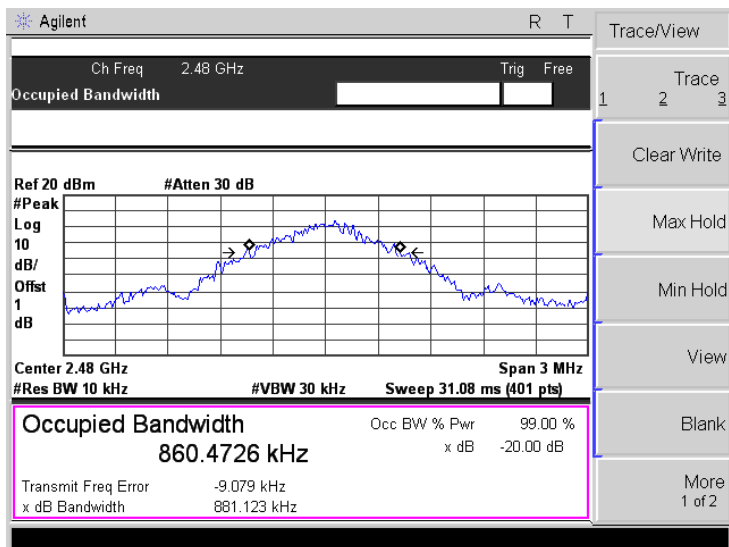 Agilent R T
Trace/View
Ch Freq 2.48 GHz Trig Free
Occupied Bandwidth
Trace
1 2 3
Clear Write
Ref 20 dBm #Atten 30 dB
#Peak
Log
10
dB/
Offst
1
dB
Max Hold
Min Hold
View
Center 2.48 GHz Span 3 MHz
#Res BW 10 kHz #VBW 30 kHz Sweep 31.08 ms (401 pts)
Occupied Bandwidth Occ BW % Pwr 99.00 %
860.4726 kHz x dB -20.00 dB
Blank
Transmit Freq Error -9.079 kHz
x dB Bandwidth 881.123 kHz
More
1 of 2